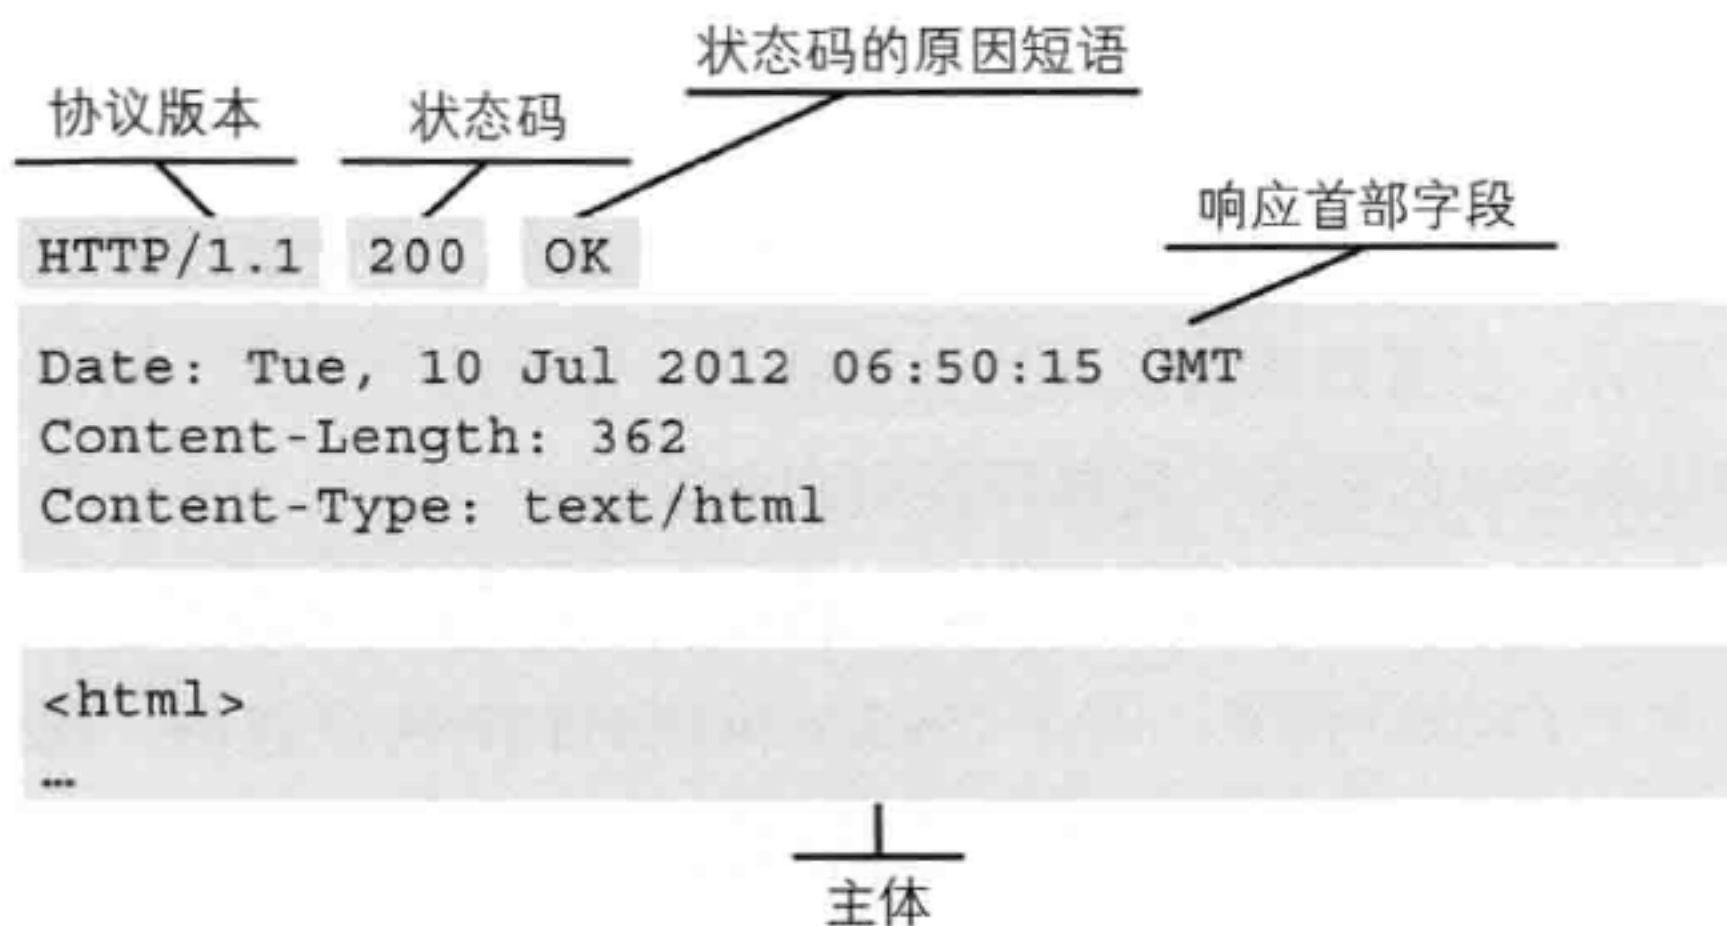 状态码的原因短语
协议版本 状态码
响应首部字段
HTTP/1.1 200 OK
Date: Tue, 10 Jul 2012 06:50:15 GMT
Content-Length: 362
Content-Type: text/html
<html>
…
主体